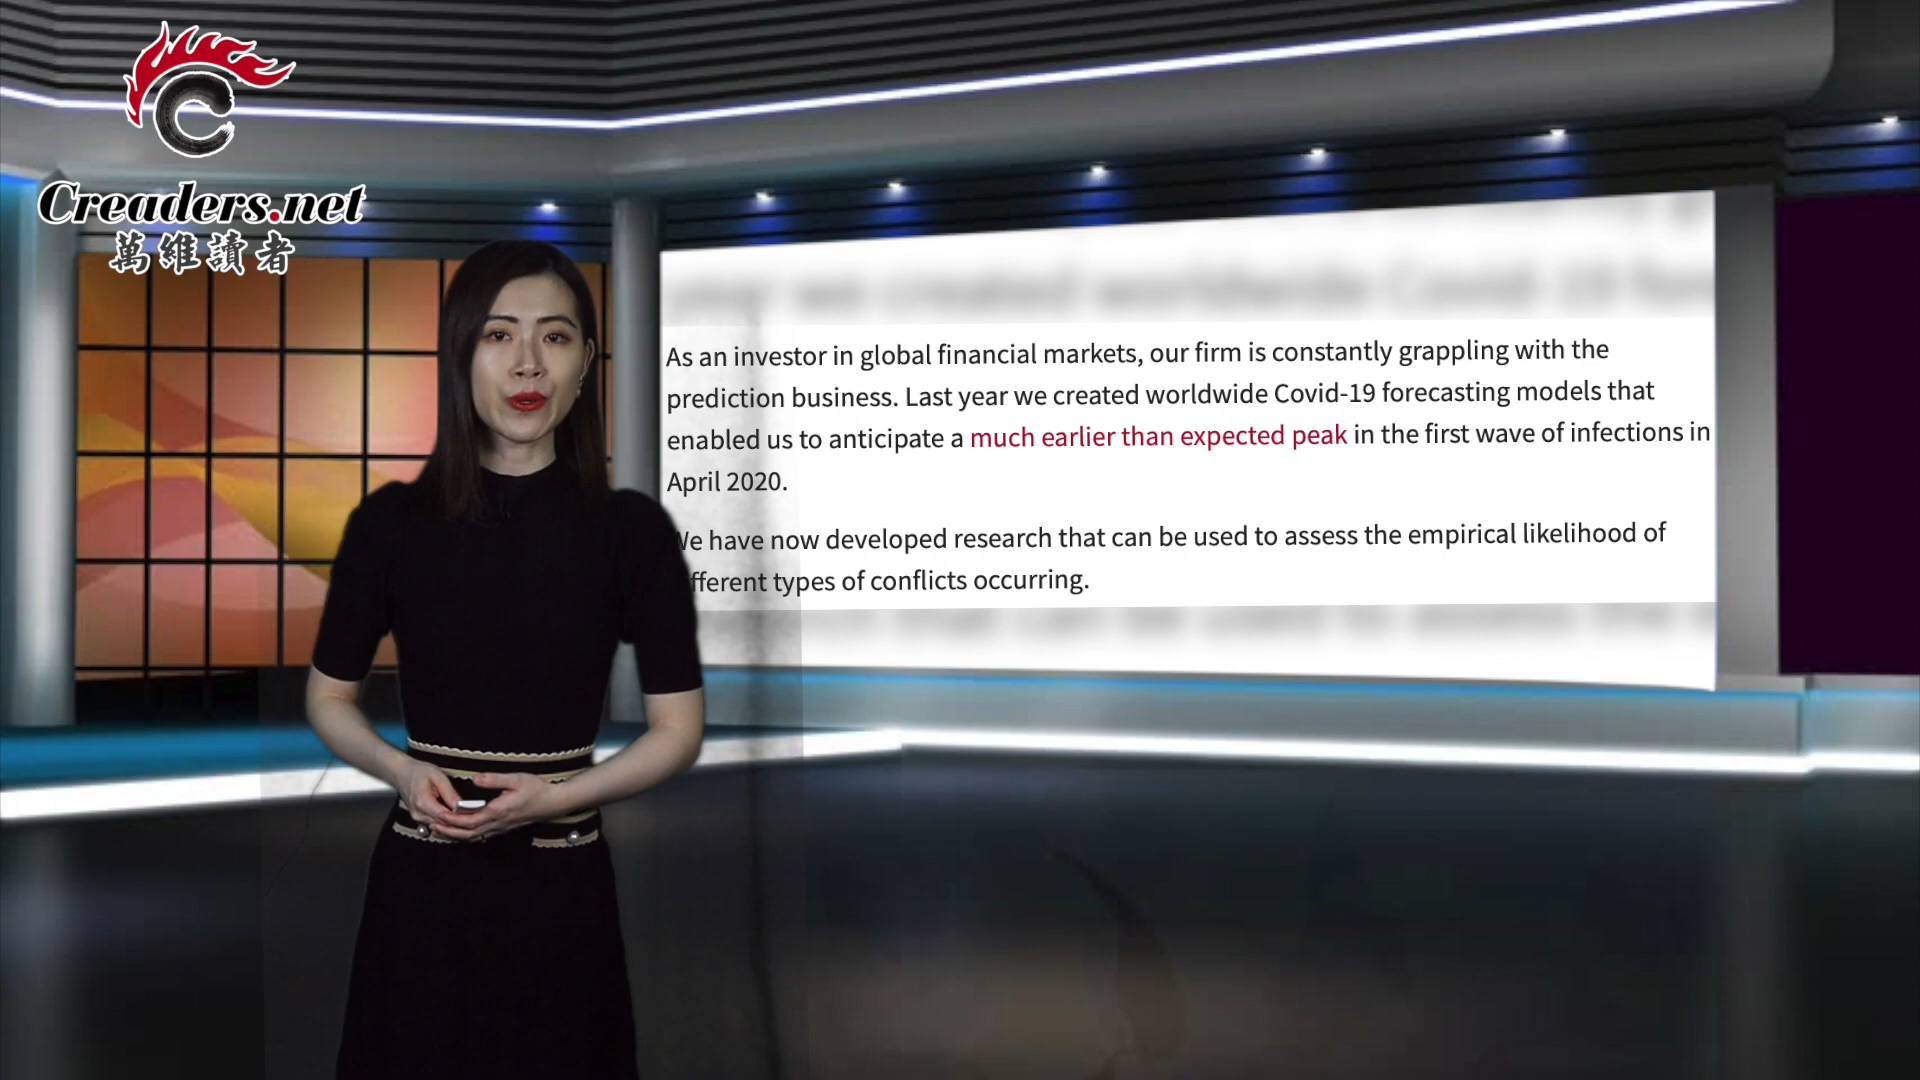 Creaders.net
萬維讀者
As an investor in global financial markets, our firm is constantly grappling with the
prediction business. Last year we created worldwide Covid-19 forecasting models that
enabled us to anticipate a much earlier than expected peak in the first wave of infections in
April 2020.
We have now developed research that can be used to assess the empirical likelihood of
fferent types of conflicts occurring.